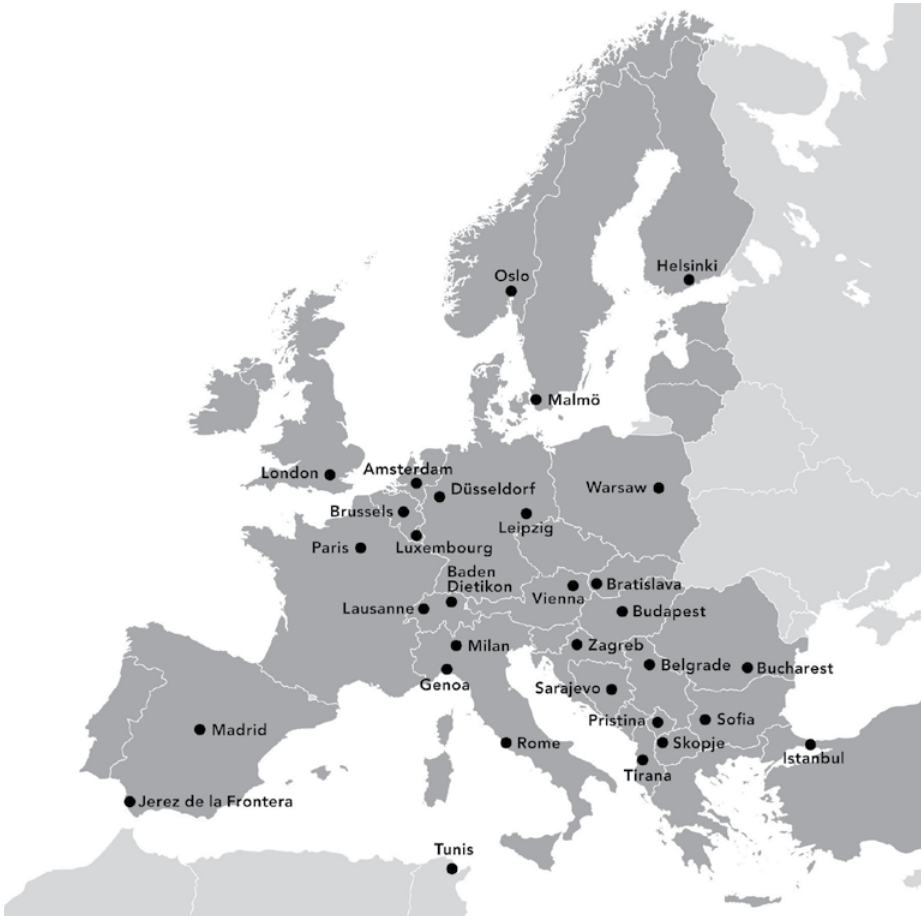 Helsinki
Oslo
Malmö
London
Amsterdam
Düsseldorf
Warsaw
Brussels
Leipzig
Paris
Luxembourg
Baden
Dietikon
Bratislava
Vienna
Lausanne
Budapest
Milan
Zagreb
Belgrade
Bucharest
Genoa
Sarajevo
Pristina
Sofia
Madrid
Rome
Skopje
Istanbul
Tirana
Jerez de la Frontera
Tunis